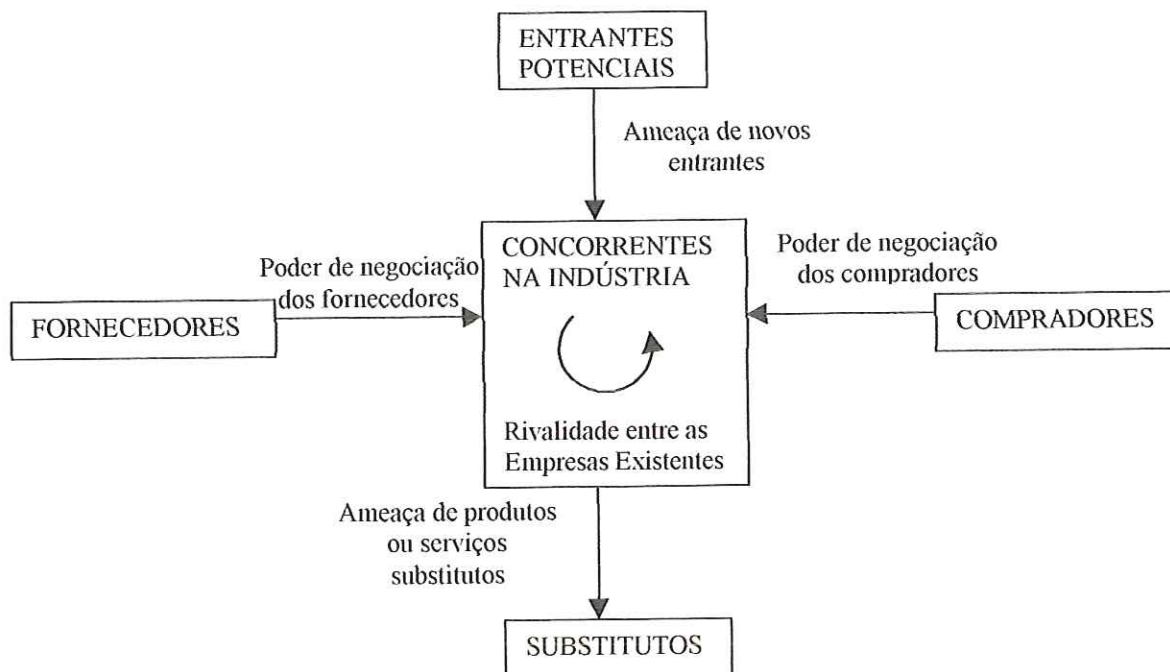 ENTRANTES
POTENCIAIS
Ameaça de novos
entrantes
CONCORRENTES
NA INDÚSTRIA
Poder de negociação
dos fornecedores
Poder de negociação
dos compradores
FORNECEDORES
COMPRADORES
Rivalidade entre as
Empresas Existentes
Ameaça de produtos
ou serviços
substitutos
SUBSTITUTOS